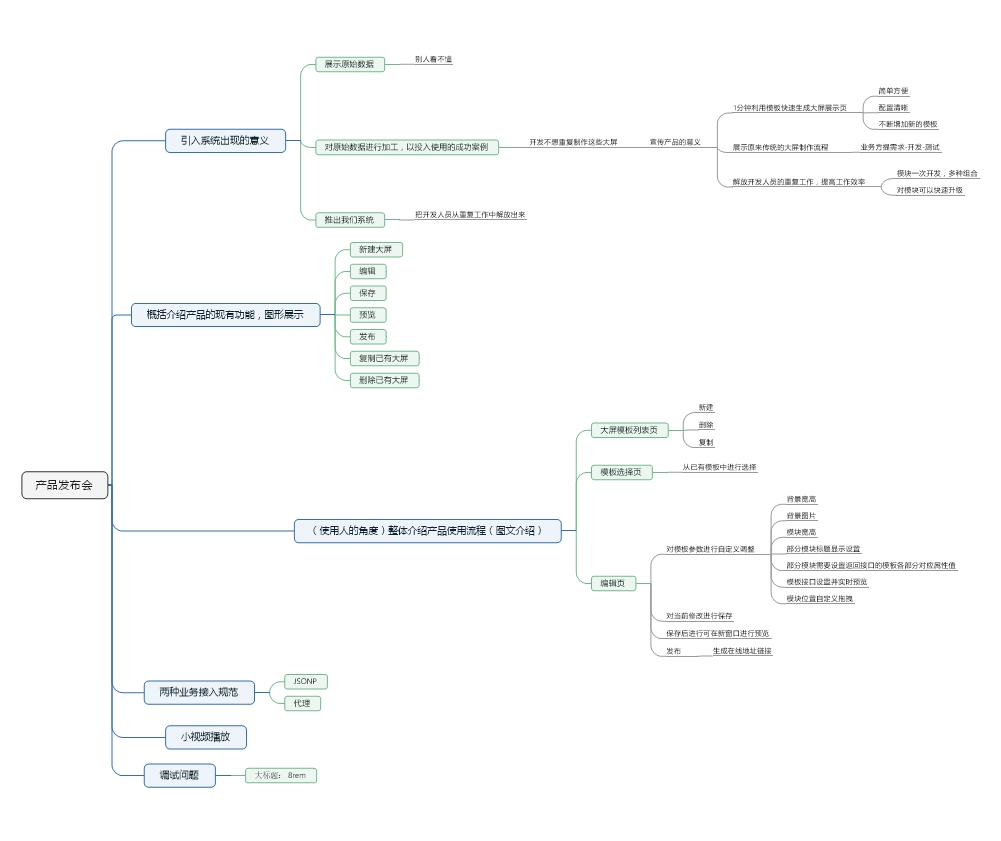 产品发布会
引入系统出现的意义
展示原始数据
别人看不懂
对原始数据进行加工，以投入使用的成功案例
开发不想重复制作这些大屏
宣传产品的意义
1分钟利用模板快速生成大屏展示页
简单方便
配置清晰
不断增加新的模板
展示原来传统的大屏制作流程
业务方提需求-开发-测试
解放开发人员的重复工作，提高工作效率
模块一次开发，多种组合
对模块可以快速升级
推出我们系统
把开发人员从重复工作中解放出来
概括介绍产品的现有功能，图形展示
新建大屏
编辑
保存
预览
发布
复制已有大屏
删除已有大屏
（使用人的角度）整体介绍产品使用流程（图文介绍）
大屏模板列表页
新建
删除
复制
模板选择页
从已有模板中进行选择
编辑页
对模板参数进行自定义调整
背景宽高
背景图片
模块宽高
部分模块标题显示设置
部分模块需要设置返回接口的模板各部分对应属性值
模板接口设置并实时预览
模块位置自定义拖拽
对当前修改进行保存
保存后进行可在新窗口进行预览
发布
生成在线地址链接
两种业务接入规范
JSONP
代理
小视频播放
调试问题
大标题： 8rem